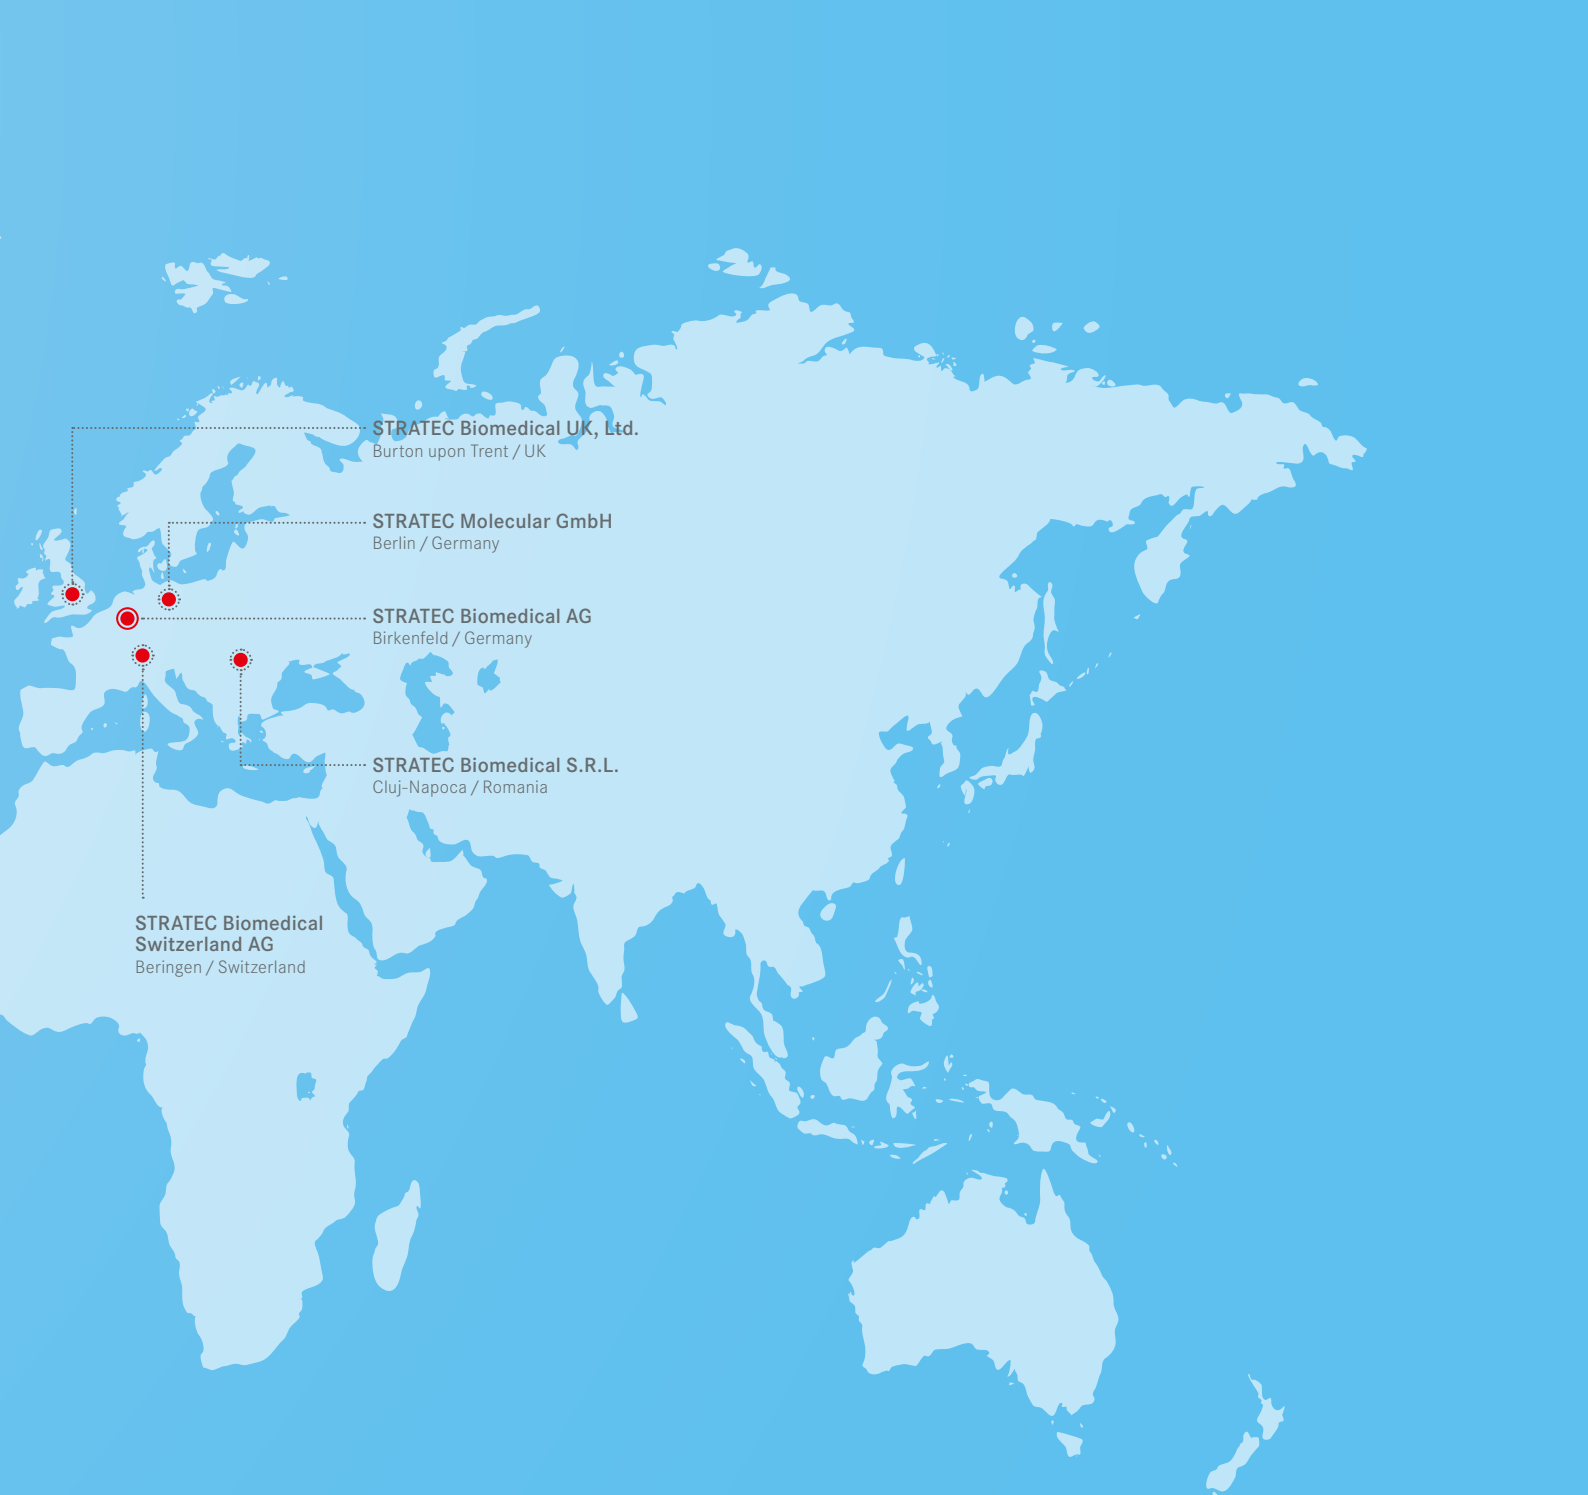 STRATEC Biomedical UK, Ltd.
Burton upon Trent / UK
STRATEC Molecular GmbH
Berlin / Germany
STRATEC Biomedical AG
Birkenfeld / Germany
STRATEC Biomedical S.R.L.
Cluj-Napoca / Romania
STRATEC Biomedical
Switzerland AG
Beringen / Switzerland